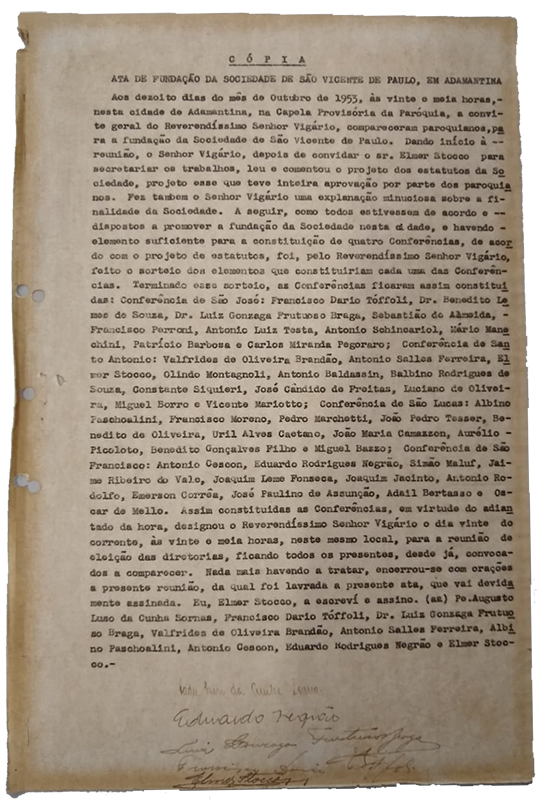 CÓPIA
ATA DE FUNDAÇÃO DA SOCIEDADE DE SÃO VICENTE DE PAULO, EM ADAMANTINA
Aos dezoito dias do mês de Outubro de 1953, às vinte e meia horas,-
nesta cidade de Adamantina, na Capela Provisória da Paróquia, a convi-
te geral do Reverendíssimo Senhor Vigário, compareceram paroquianos,pa
ra a fundação da Sociedade de São Vicente de Paulo. Dando início à --
reunião, o Senhor Vigário, depois de convidar o sr. Elmer Stocco para
secretariar os trabalhos, leu e comentou o projeto dos estatutos da So
ciedade, projeto esse que teve inteira aprovação por parte dos paroquia
nos. Fez tambem o Senhor Vigário uma explanação minuciosa sobre a fi-
nalidade da Sociedade. A seguir, como todos estivessem de acordo e --
dispostos a promover a fundação da Sociedade nesta cidade, e havendo -
elemento suficiente para a constituição de quatro Conferências, de acor
do com o projeto de estatutos, foi, pelo Reverendíssimo Senhor Vigário,
feito o sorteio dos elementos que constituiriam cada uma das Conferên-
cias. Terminado esse sorteio, as Conferências ficaram assim constitui
das: Conferência de São José: Francisco Dario Tóffoli, Dr. Benedito Le
mes de Souza, Dr. Luiz Gonzaga Frutuoso Braga, Sebastião de Almeida, -
Francisco Perroni, Antonio Luiz Testa, Antonio Schincariol, Mário Mane
chini, Patrício Barbosa e Carlos Miranda Pegoraro; Conferência de San
to Antonio: Valfrides de Oliveira Brandão, Antonio Salles Ferreira, El
mer Stocco, Olindo Montagnoli, Antonio Baldassin, Balbino Rodrigues de
Souza, Constante Siquieri, José Cândido de Freitas, Luciano de Olivei-
ra, Miguel Borro e Vicente Mariotto; Conferência de São Lucas: Albino
Paschoalini, Francisco Moreno, Pedro Marchetti, João Pedro Tesser, Be-
nedito de Oliveira, Uril Alves Caetano, João Maria Camazzon, Aurélio -
Picoloto, Benedito Gonçalves Filho e Miguel Bazzo; Conferência de São
Francisco: Antonio Cescon, Eduardo Rodrigues Negrão, Simão Maluf, Jai-
me Ribeiro do Vale, Joaquim Leme Fonseca, Joaquim Jacinto, Antonio Ro-
dolfo, Emerson Corrêa, José Paulino de Assunção, Adail Bertasso e Os-
car de Mello. Assim constituidas as Conferências, em virtude do adian
tado da hora, designou o Reverendíssimo Senhor Vigário o dia vinte do
corrente, às vinte e meia horas, neste mesmo local, para a reunião de
eleição das diretorias, ficando todos os presentes, desde já, convoca-
dos a comparecer. Nada mais havendo a tratar, encerrou-se com orações
a presente reunião, da qual foi lavrada a presente ata, que vai devida
mente assinada. Eu, Elmer Stocco, a escreví e assino. (aa) Pe.Augusto
Luso da Cunha Sornas, Francisco Dario Tóffoli, Dr. Luiz Gonzaga Frutuo
so Braga, Valfrides de Oliveira Brandão, Antonio Salles Ferreira, Albi
no Paschoalini, Antonio Cescon, Eduardo Rodrigues Negrão e Elmer Stoc-
co.-
da Cunha
Eduardo Negrão
Luiz Gonzaga Frutuoso Braga
Francisco Dario Tóffoli
Elmer Stocco